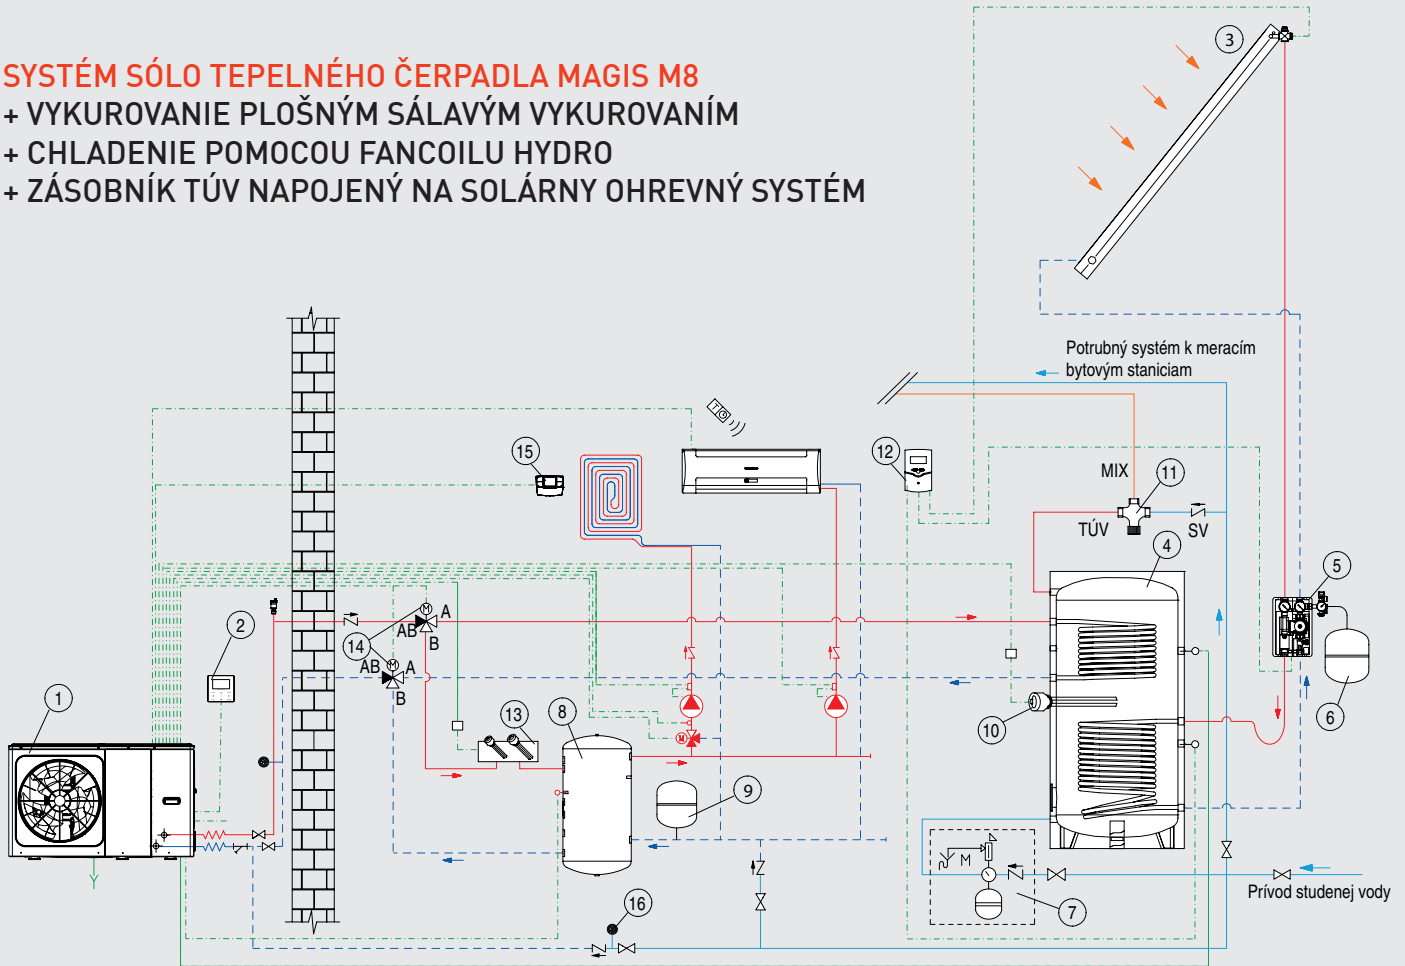 SYSTÉM SÓLO TEPELNÉHO ČERPADLA MAGIS M8
+ VYKUROVANIE PLOŠNÝM SÁLAVÝM VYKUROVANÍM
+ CHLADENIE POMOCOU FANCOILU HYDRO
+ ZÁSOBNÍK TÚV NAPOJENÝ NA SOLÁRNY OHREVNÝ SYSTÉM
3
Potrubný systém k meracím
bytovým staniciam
T
15
12
MIX
11
TÚV
SV
4
5
2
M
A
AB
B
14
M
AB
A
B
1
13
8
10
6
M
9
M
7
16
Prívod studenej vody